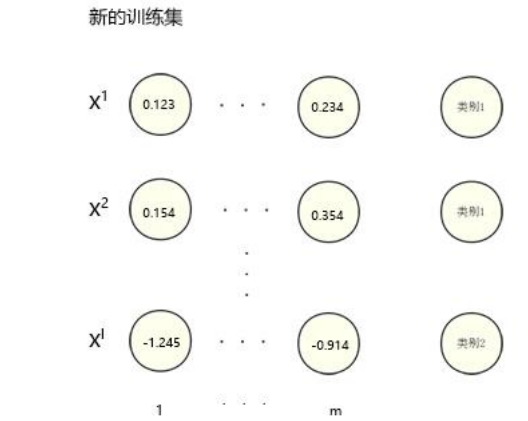 新的训练集
X¹ 0.123 · · · 0.234 类别1
X² 0.154 · · · 0.354 类别1
Xˡ -1.245 · · · -0.914 类别2
1 · · · m